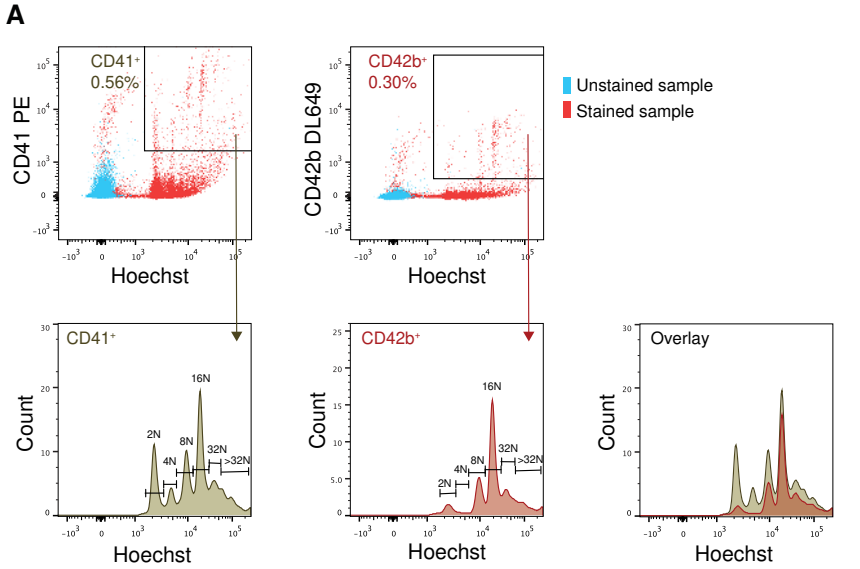 A
CD41⁺
0.56%
CD41 PE
10⁵
10⁴
10³
0
-10³
-10³ 0 10³ 10⁴ 10⁵
Hoechst
CD42b⁺
0.30%
CD42b DL649
10⁵
10⁴
10³
0
-10³
-10³ 0 10³ 10⁴ 10⁵
Hoechst
Unstained sample
Stained sample
CD41⁺
Count
30
20
10
0
2N
4N
8N
16N
32N
>32N
-10³ 0 10³ 10⁴ 10⁵
Hoechst
CD42b⁺
Count
25
20
15
10
5.0
0
2N
4N
8N
16N
32N
>32N
-10³ 0 10³ 10⁴ 10⁵
Hoechst
Overlay
Count
30
20
10
0
-10³ 0 10³ 10⁴ 10⁵
Hoechst